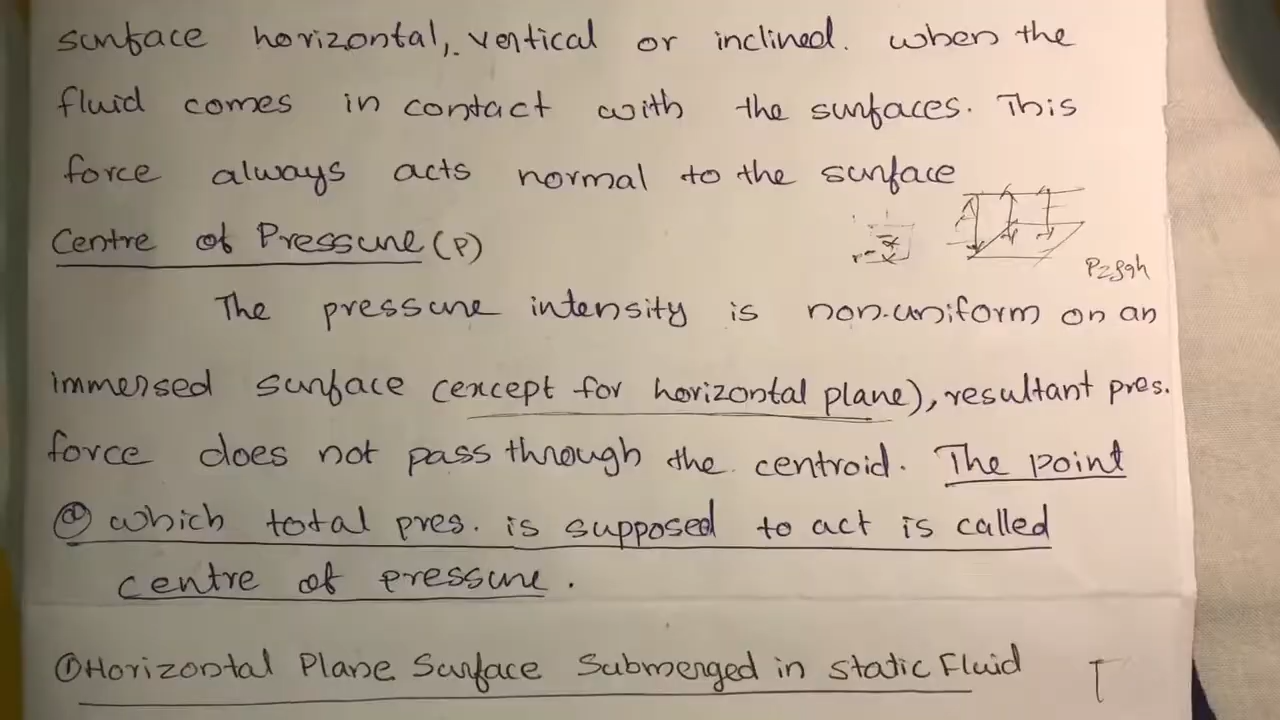 surface horizontal, vertical or inclined. when the
fluid comes in contact with the surfaces. This
force always acts normal to the surface
Centre of Pressure (P)
P=ρgh
The pressure intensity is non-uniform on an
immersed surface (except for horizontal plane), resultant pres.
force does not pass through the centroid. The point
@ which total pres. is supposed to act is called
centre of pressure.
① Horizontal Plane Surface Submerged in static Fluid